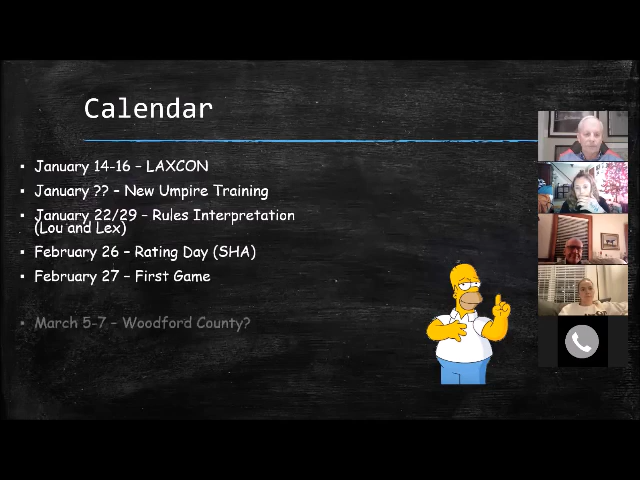 Calendar
▪ January 14-16 – LAXCON
▪ January ?? – New Umpire Training
▪ January 22/29 – Rules Interpretation
(Lou and Lex)
▪ February 26 – Rating Day (SHA)
▪ February 27 – First Game
▪ March 5-7 – Woodford County?